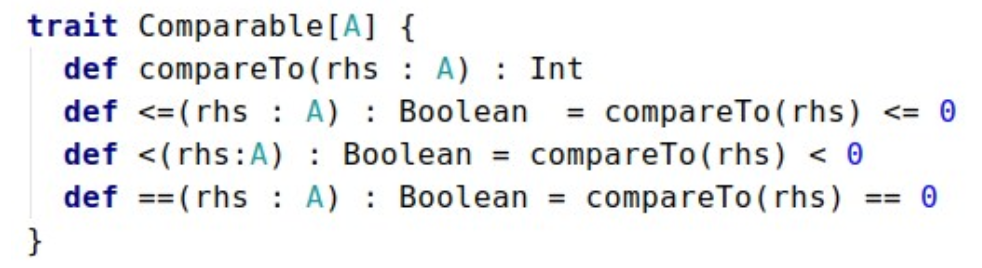 trait Comparable[A] {
  def compareTo(rhs : A) : Int
  def <=(rhs : A) : Boolean  = compareTo(rhs) <= 0
  def <(rhs:A) : Boolean = compareTo(rhs) < 0
  def ==(rhs : A) : Boolean = compareTo(rhs) == 0
}